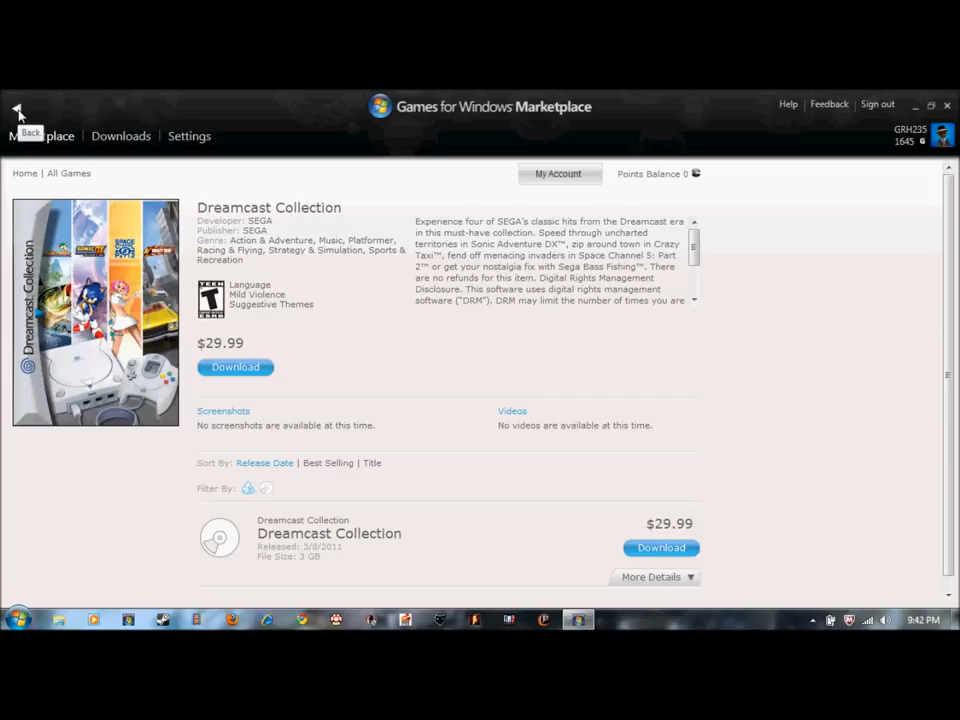 Games for Windows Marketplace
Help
Feedback
Sign out
Back
Downloads
Settings
GRH235
1645 G
Home | All Games
My Account
Points Balance 0
Dreamcast Collection
Dreamcast Collection
Developer: SEGA
Publisher: SEGA
Genre: Action & Adventure, Music, Platformer,
Racing & Flying, Strategy & Simulation, Sports &
Recreation
T
Language
Mild Violence
Suggestive Themes
Experience four of SEGA's classic hits from the Dreamcast era
in this must-have collection. Speed through uncharted
territories in Sonic Adventure DX™, zip around town in Crazy
Taxi™, fend off menacing invaders in Space Channel 5: Part
2™ or get your nostalgia fix with Sega Bass Fishing™. There
are no refunds for this item. Digital Rights Management
Disclosure. This software uses digital rights management
software ("DRM"). DRM may limit the number of times you are
$29.99
Download
Screenshots
No screenshots are available at this time.
Videos
No videos are available at this time.
Sort By: Release Date | Best Selling | Title
Filter By:
Dreamcast Collection
Dreamcast Collection
Released: 3/8/2011
File Size: 3 GB
$29.99
Download
More Details
9:42 PM